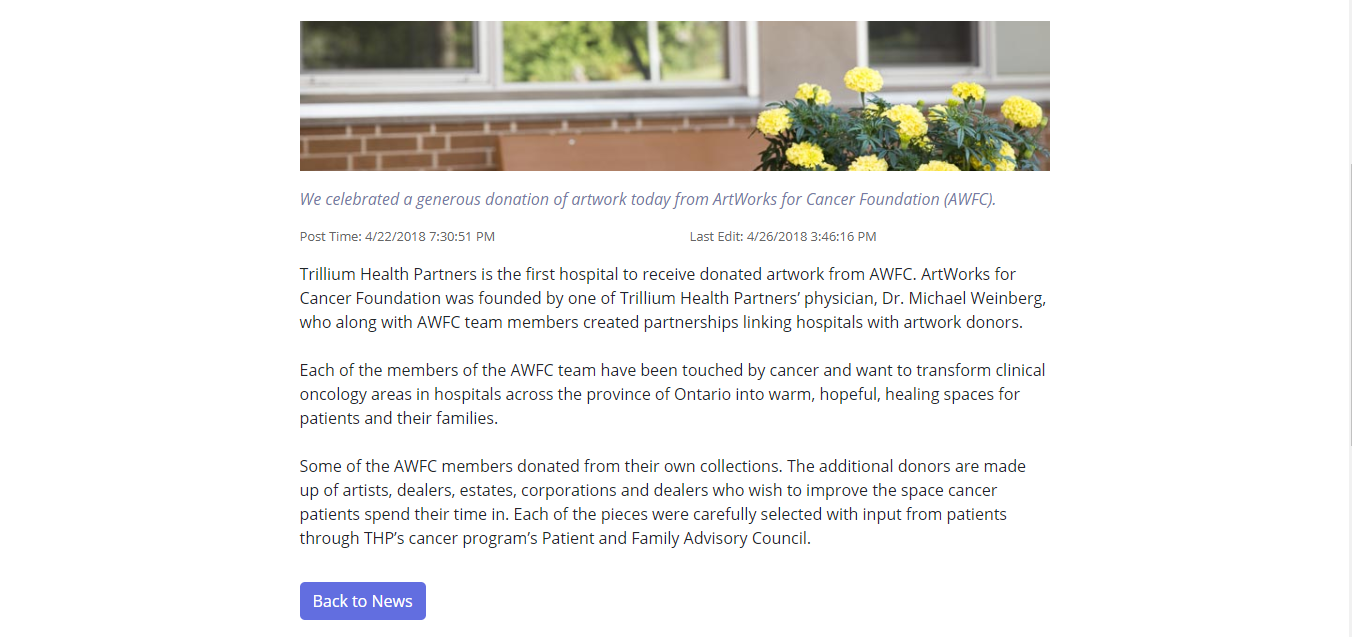 We celebrated a generous donation of artwork today from ArtWorks for Cancer Foundation (AWFC).
Post Time: 4/22/2018 7:30:51 PM
Last Edit: 4/26/2018 3:46:16 PM
Trillium Health Partners is the first hospital to receive donated artwork from AWFC. ArtWorks for
Cancer Foundation was founded by one of Trillium Health Partners’ physician, Dr. Michael Weinberg,
who along with AWFC team members created partnerships linking hospitals with artwork donors.
Each of the members of the AWFC team have been touched by cancer and want to transform clinical
oncology areas in hospitals across the province of Ontario into warm, hopeful, healing spaces for
patients and their families.
Some of the AWFC members donated from their own collections. The additional donors are made
up of artists, dealers, estates, corporations and dealers who wish to improve the space cancer
patients spend their time in. Each of the pieces were carefully selected with input from patients
through THP’s cancer program’s Patient and Family Advisory Council.
Back to News